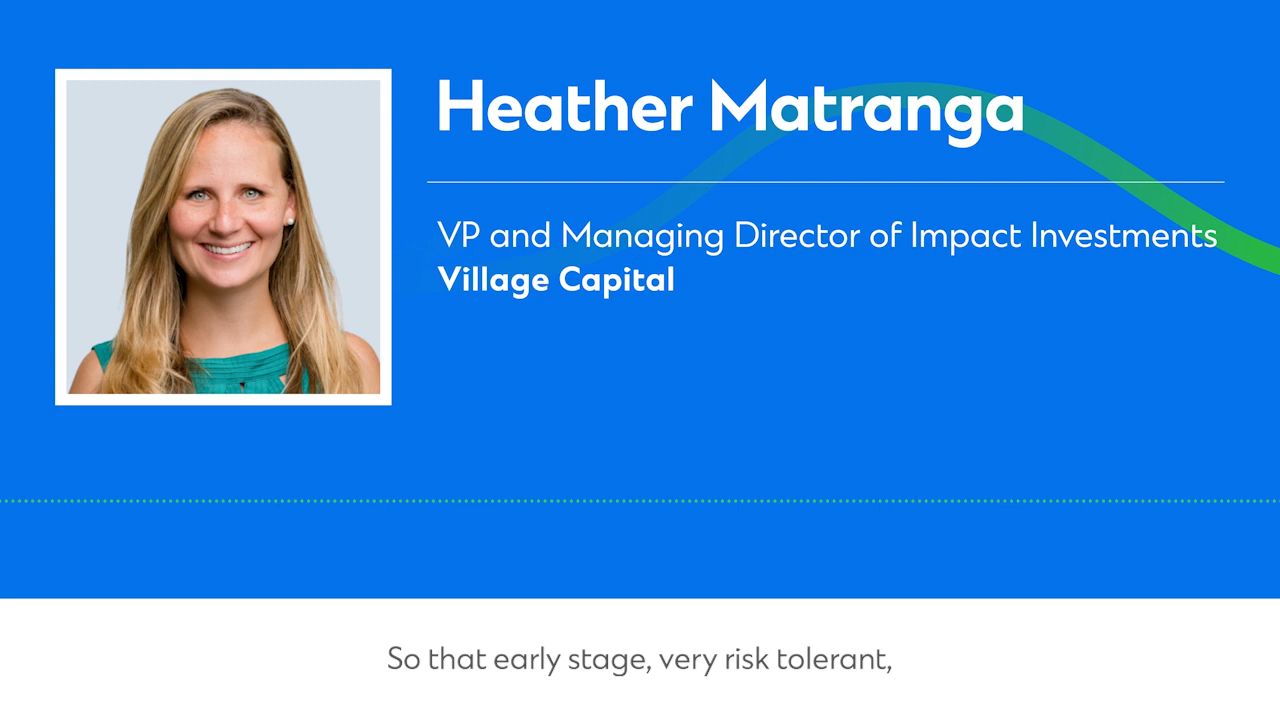 Heather Matranga
VP and Managing Director of Impact Investments
Village Capital
So that early stage, very risk tolerant,